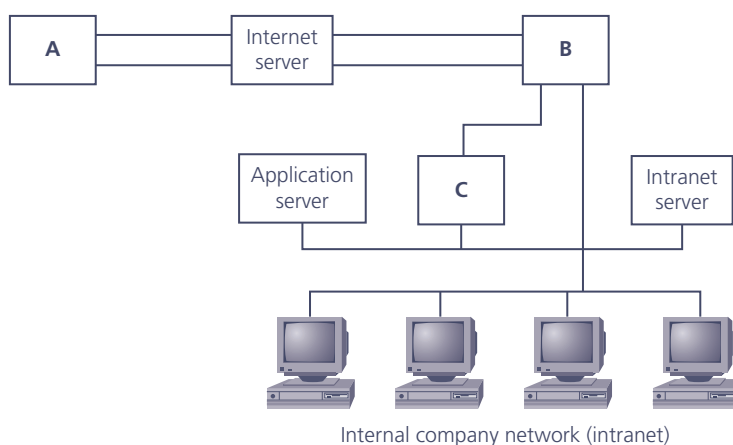 A
Internet
server
B
Application
server
C
Intranet
server
Internal company network (intranet)